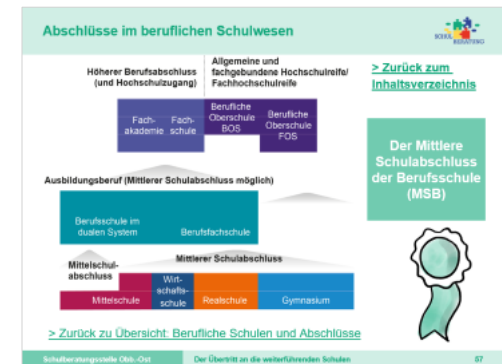 Abschlüsse im beruflichen Schulwesen
SCHUL
BERATUNG
Höherer Berufsabschluss
(und Hochschulzugang)
Allgemeine und
fachgebundene Hochschulreife/
Fachhochschulreife
> Zurück zum
Inhaltsverzeichnis
Fach-
akademie
Fach-
schule
Berufliche
Oberschule
BOS
Berufliche
Oberschule
FOS
Der Mittlere
Schulabschluss
der Berufsschule
(MSB)
Ausbildungsberuf (Mittlerer Schulabschluss möglich)
Berufsschule im
dualen System
Berufsfachschule
Mittelschul-
abschluss
Mittlerer Schulabschluss
Mittelschule
Wirt-
schafts-
schule
Realschule
Gymnasium
> Zurück zu Übersicht: Berufliche Schulen und Abschlüsse
Schulberatungsstelle Obb.-Ost
Der Übertritt an die weiterführenden Schulen
87